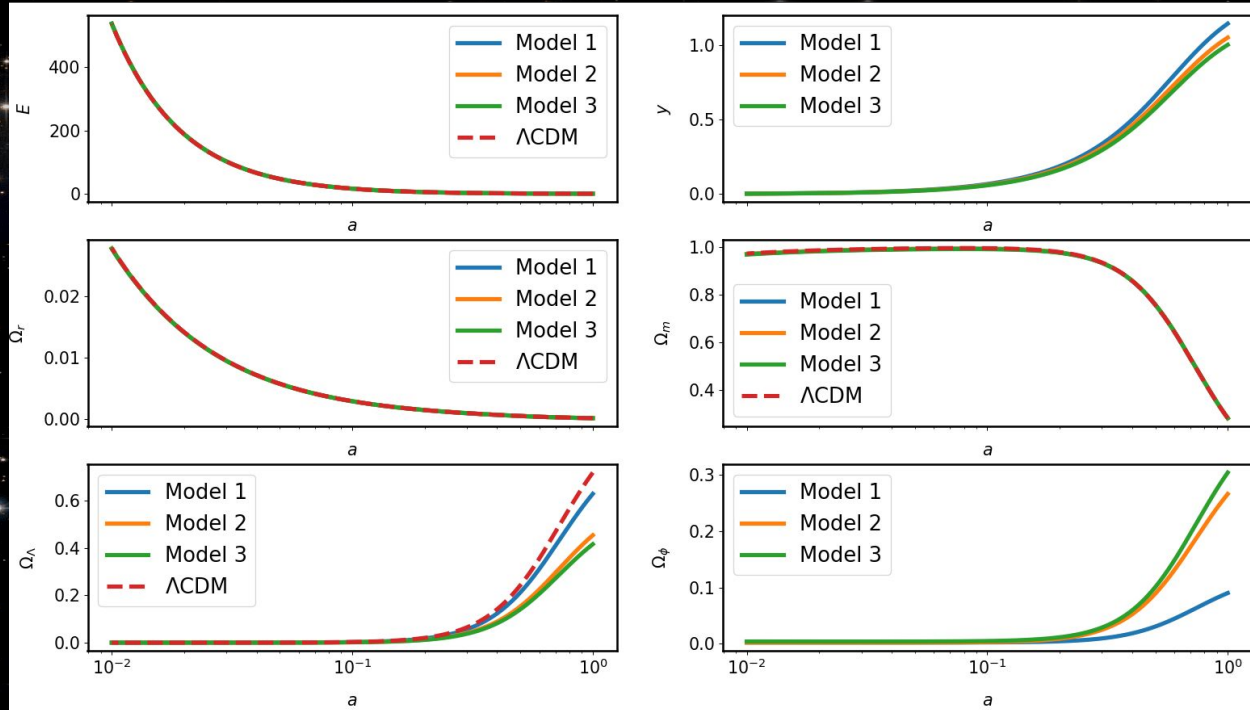 E
400
200
0
Model 1
Model 2
Model 3
ΛCDM
a
y
1.0
0.5
0.0
Model 1
Model 2
Model 3
a
Ω_r
0.02
0.01
0.00
Model 1
Model 2
Model 3
ΛCDM
a
Ω_m
1.0
0.8
0.6
0.4
Model 1
Model 2
Model 3
ΛCDM
a
Ω_Λ
0.6
0.4
0.2
0.0
Model 1
Model 2
Model 3
ΛCDM
10⁻² 10⁻¹ 10⁰
a
Ω_ϕ
0.3
0.2
0.1
0.0
Model 1
Model 2
Model 3
10⁻² 10⁻¹ 10⁰
a